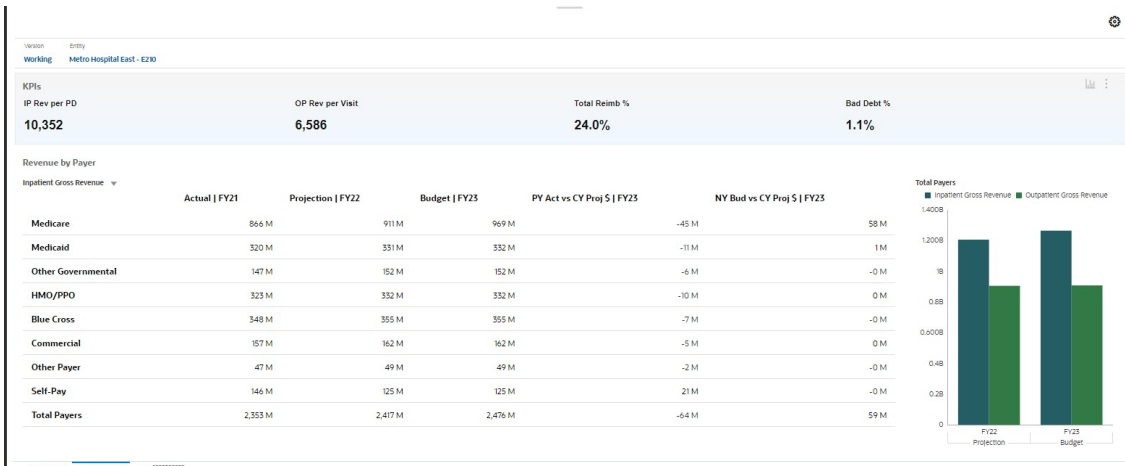 Version Entity
Working Metro Hospital East - E210
KPIs
IP Rev per PD OP Rev per Visit Total Reimb % Bad Debt %
10,352 6,586 24.0% 1.1%
Revenue by Payer
Inpatient Gross Revenue
Actual | FY21 Projection | FY22 Budget | FY23 PY Act vs CY Proj $ | FY23 NY Bud vs CY Proj $ | FY23
Medicare 866 M 911 M 969 M -45 M 58 M
Medicaid 320 M 331 M 332 M -11 M 1 M
Other Governmental 147 M 152 M 152 M -6 M -0 M
HMO/PPO 323 M 332 M 332 M -10 M 0 M
Blue Cross 348 M 355 M 355 M -7 M -0 M
Commercial 157 M 162 M 162 M -5 M 0 M
Other Payer 47 M 49 M 49 M -2 M -0 M
Self-Pay 146 M 125 M 125 M 21 M -0 M
Total Payers 2,353 M 2,417 M 2,476 M -64 M 59 M
Total Payers
Inpatient Gross Revenue Outpatient Gross Revenue
1.400B
1.200B
1B
0.8B
0.600B
0.4B
0.2B
0
FY22 FY23
Projection Budget